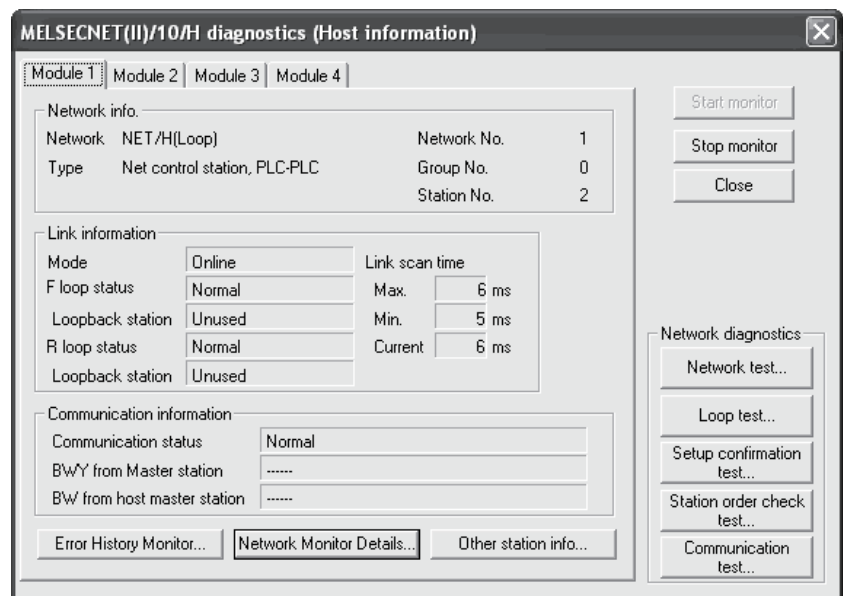 MELSECNET(II)/10/H diagnostics (Host information)
Module 1 Module 2 Module 3 Module 4
Network info.
Network NET/H(Loop) Network No. 1
Type Net control station, PLC-PLC Group No. 0
Station No. 2
Link information
Mode Online Link scan time
F loop status Normal Max. 6 ms
Loopback station Unused Min. 5 ms
R loop status Normal Current 6 ms
Loopback station Unused
Communication information
Communication status Normal
BWY from Master station ------
BW from host master station ------
Error History Monitor... Network Monitor Details... Other station info...
Start monitor
Stop monitor
Close
Network diagnostics
Network test...
Loop test...
Setup confirmation
test...
Station order check
test...
Communication
test...